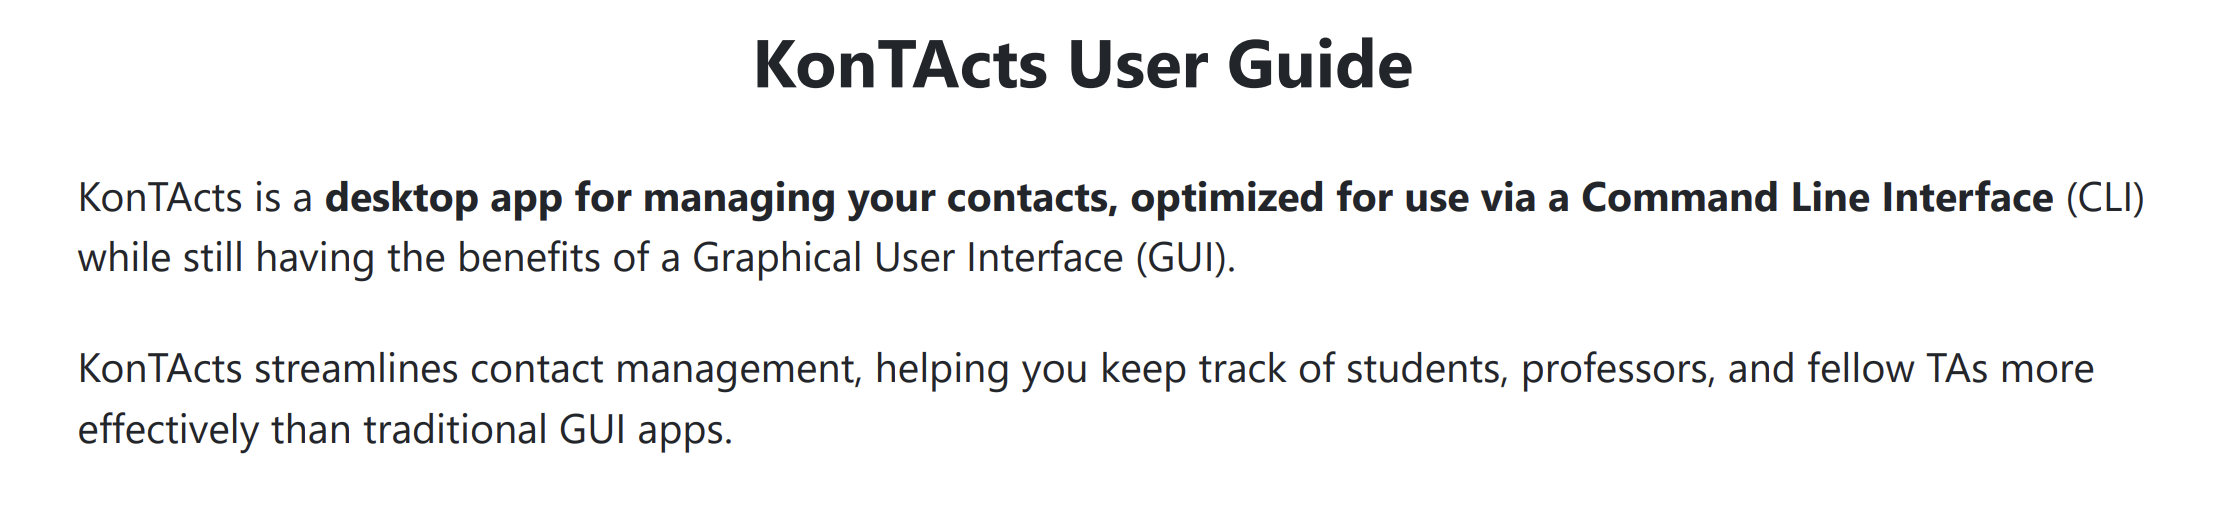 KonTActs User Guide
KonTActs is a desktop app for managing your contacts, optimized for use via a Command Line Interface (CLI)
while still having the benefits of a Graphical User Interface (GUI).
KonTActs streamlines contact management, helping you keep track of students, professors, and fellow TAs more
effectively than traditional GUI apps.